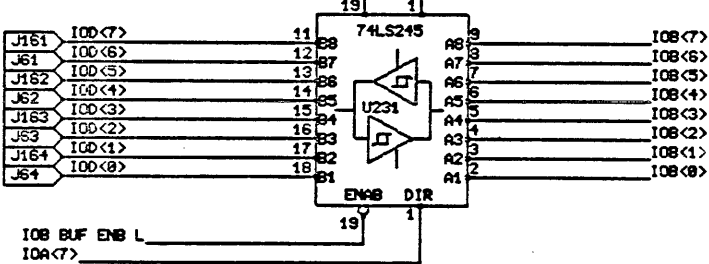 19 1
74LS245
J161 IOD<7> 11 B8 A8 9 IOB<7>
J61 IOD<6> 12 B7 A7 8 IOB<6>
J162 IOD<5> 13 B6 A6 7 IOB<5>
J62 IOD<4> 14 B5 A5 6 IOB<4>
U231
J163 IOD<3> 15 B4 A4 5 IOB<3>
J63 IOD<2> 16 B3 A3 4 IOB<2>
J164 IOD<1> 17 B2 A2 3 IOB<1>
J64 IOD<0> 18 B1 A1 2 IOB<0>
ENAB DIR
19 1
IOB BUF ENB L
IOA<7>